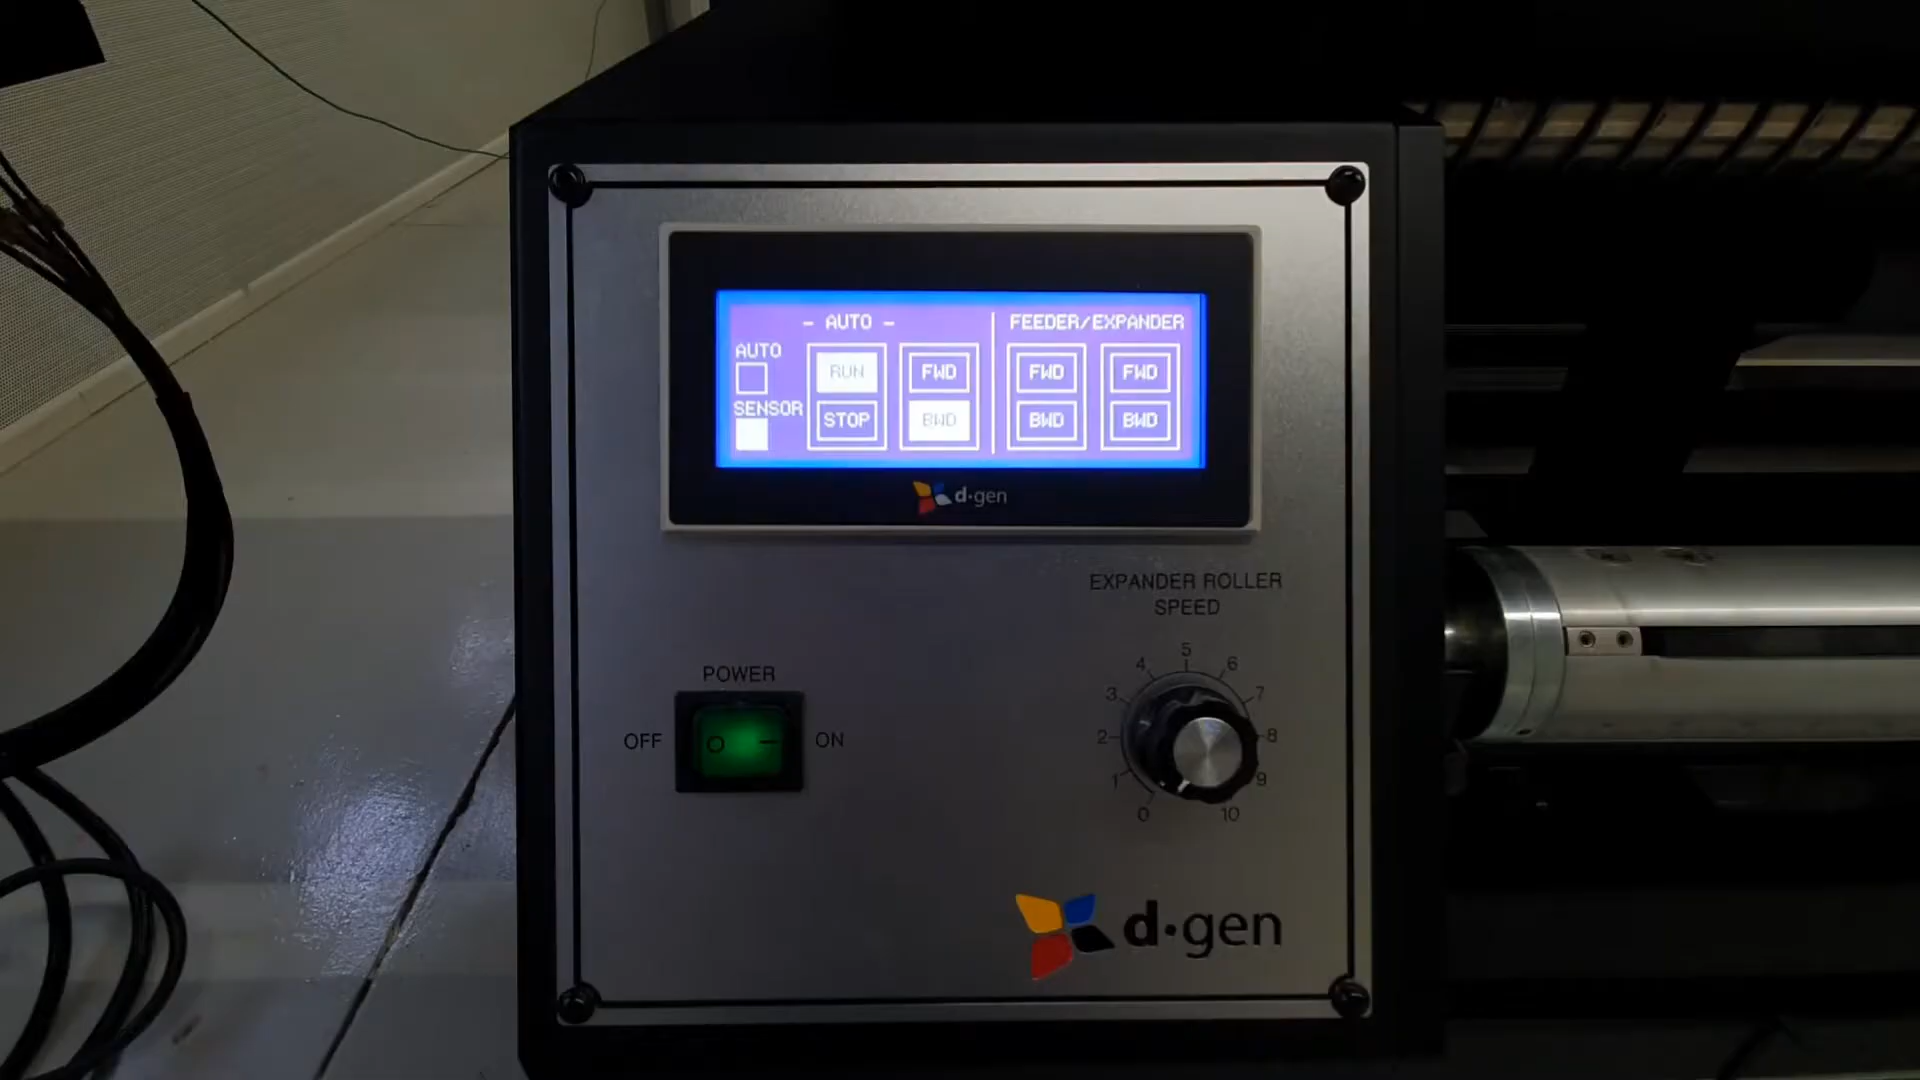 - AUTO -
FEEDER/EXPANDER
AUTO
RUN
FWD
FWD
FWD
SENSOR
STOP
BWD
BWD
BWD
d·gen
EXPANDER ROLLER
SPEED
POWER
OFF
ON
0 1 2 3 4 5 6 7 8 9 10
d·gen